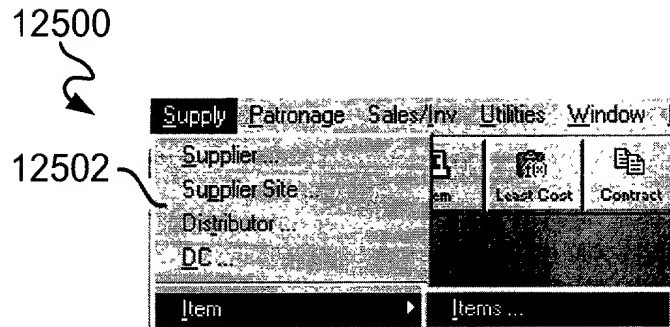 12500
Supply Patronage Sales/Inv Utilities Window
12502
Supplier ...
Supplier Site ...
Distributor ...
DC ...
Least Cost Contract
Item Items ...